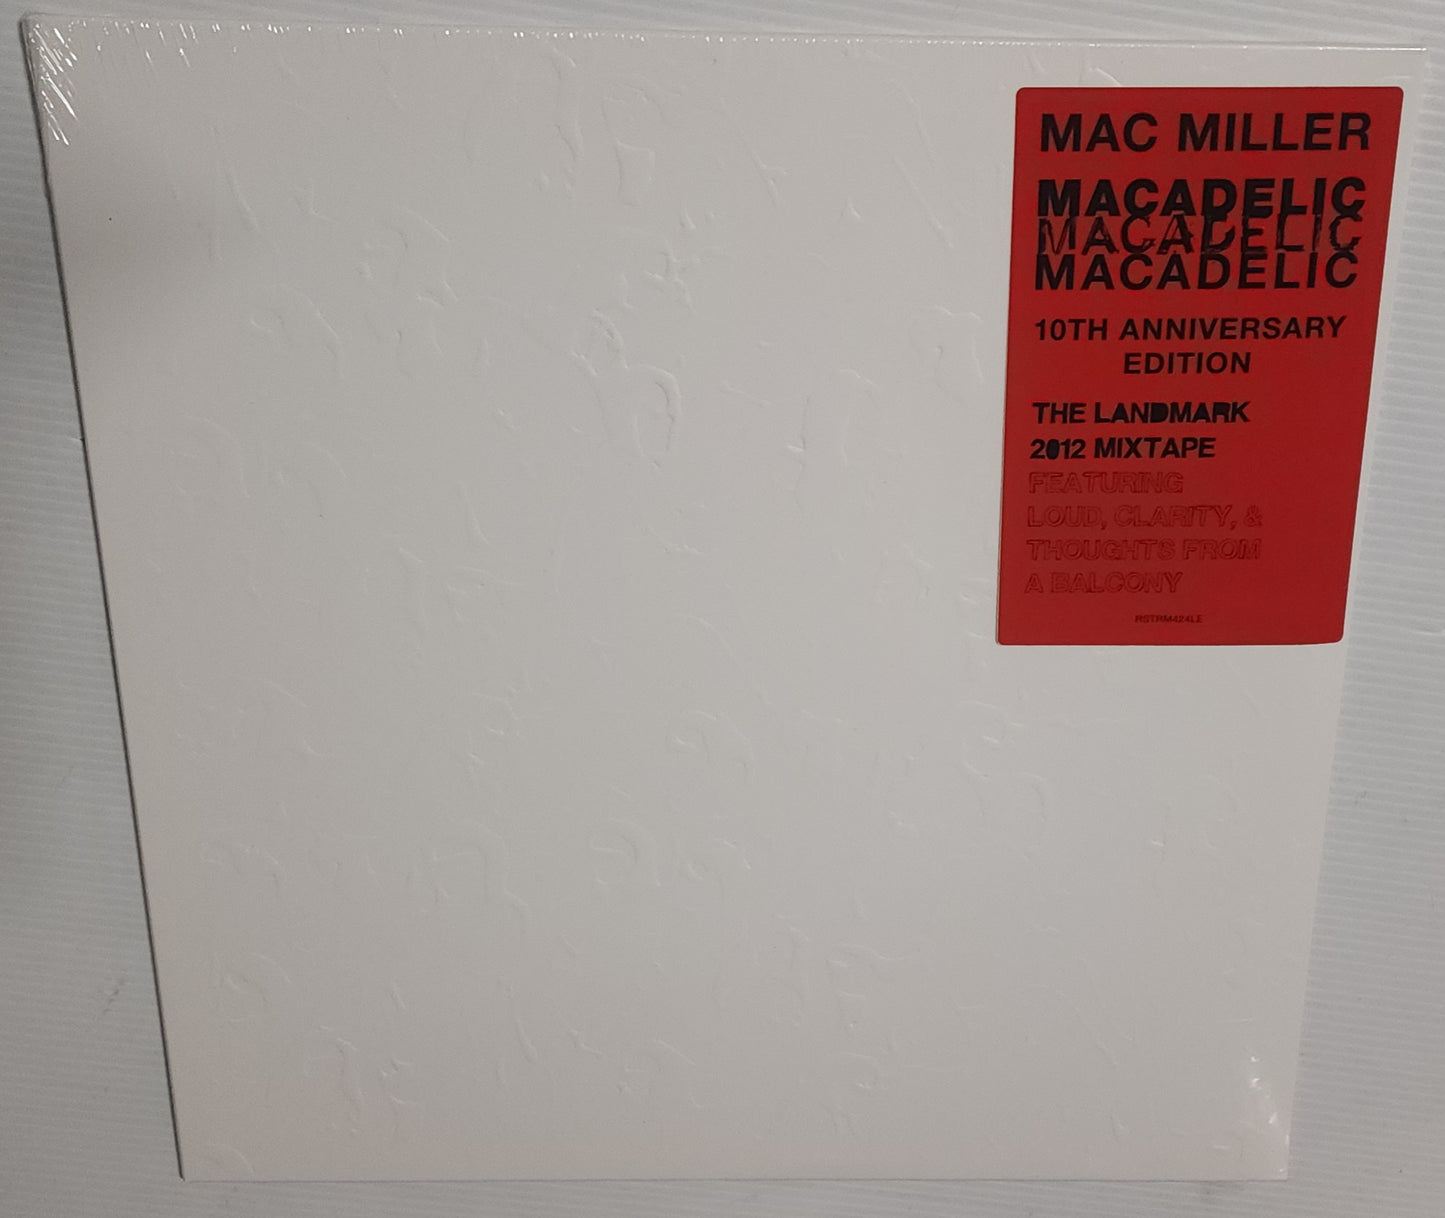 MAC MILLER
MACADELIC
MACADELIC
MACADELIC
10TH ANNIVERSARY
EDITION
THE LANDMARK
2012 MIXTAPE
FEATURING
LOUD, CLARITY, &
THOUGHTS FROM
A BALCONY
RSTRM424LE